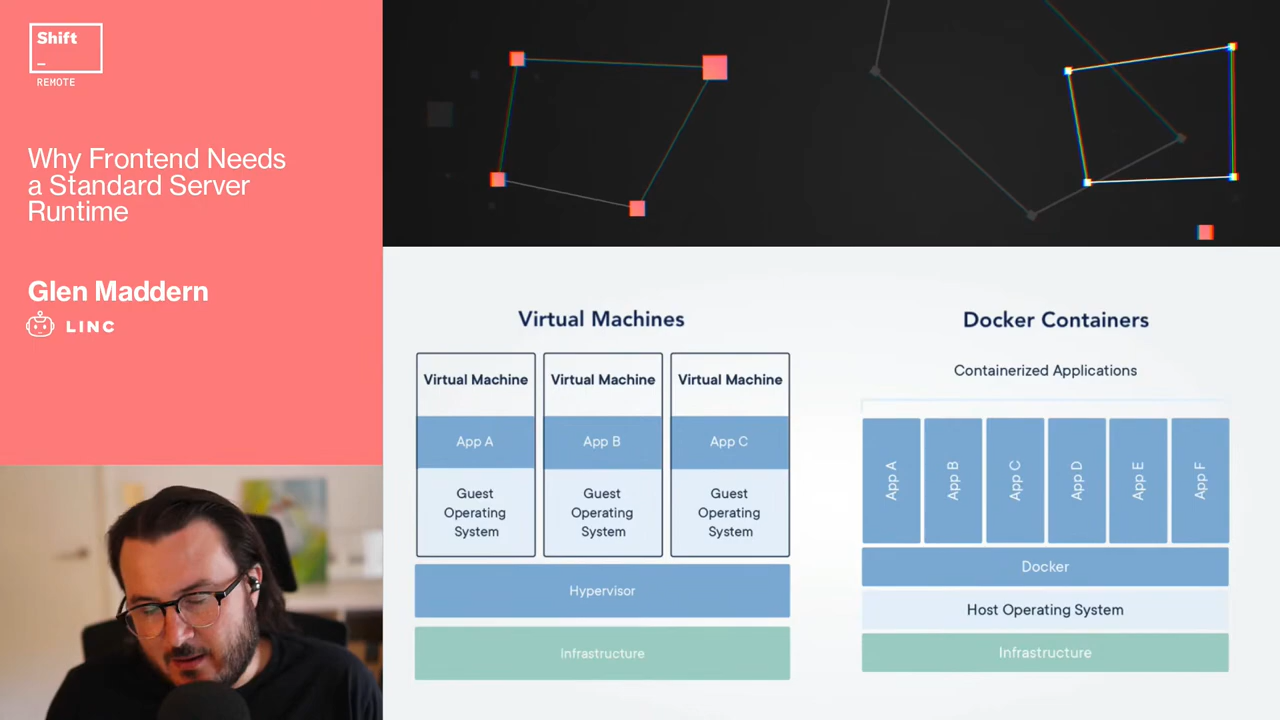 Shift
_
REMOTE
Why Frontend Needs
a Standard Server
Runtime
Glen Maddern
LINC
Virtual Machines
Virtual Machine
Virtual Machine
Virtual Machine
App A
App B
App C
Guest
Operating
System
Guest
Operating
System
Guest
Operating
System
Hypervisor
Infrastructure
Docker Containers
Containerized Applications
App A
App B
App C
App D
App E
App F
Docker
Host Operating System
Infrastructure